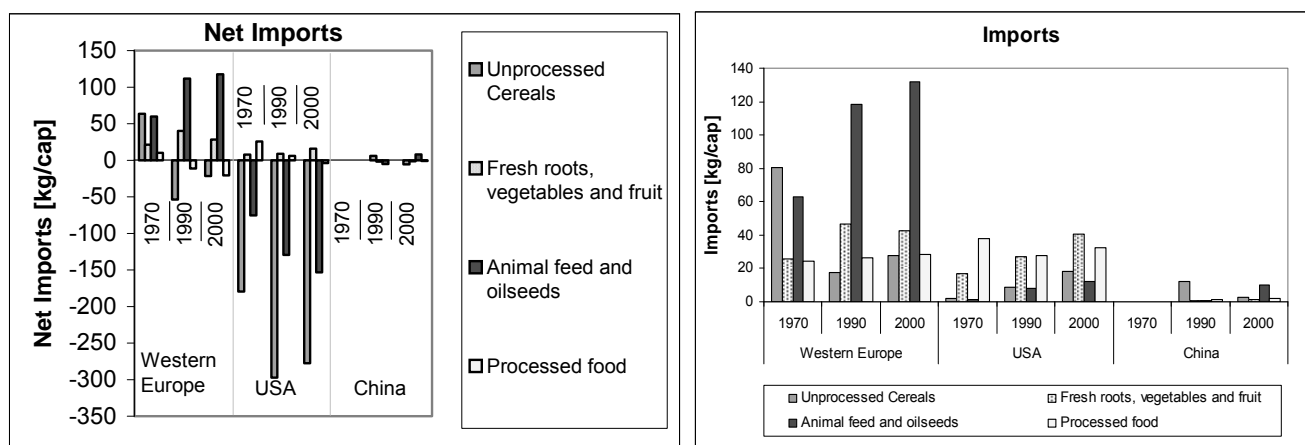 Net Imports
Net Imports [kg/cap]
150
100
50
0
-50
-100
-150
-200
-250
-300
-350
1970
1990
2000
1970
1990
2000
1970
1990
2000
Western
Europe
USA
China
Unprocessed
Cereals
Fresh roots,
vegetables and fruit
Animal feed and
oilseeds
Processed food
Imports
Imports [kg/cap]
140
120
100
80
60
40
20
0
1970 1990 2000 1970 1990 2000 1970 1990 2000
Western Europe USA China
Unprocessed Cereals Fresh roots, vegetables and fruit
Animal feed and oilseeds Processed food